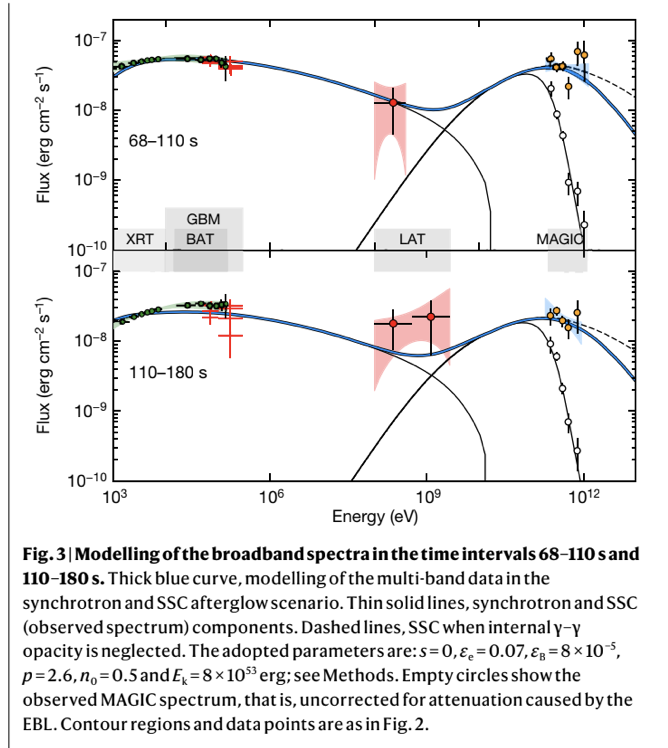 10⁻⁷
10⁻⁸
10⁻⁹
10⁻¹⁰
Flux (erg cm⁻² s⁻¹)
68–110 s
GBM
XRT
BAT
LAT
MAGIC
10⁻⁷
10⁻⁸
10⁻⁹
10⁻¹⁰
Flux (erg cm⁻² s⁻¹)
110–180 s
10³
10⁶
10⁹
10¹²
Energy (eV)
Fig. 3 | Modelling of the broadband spectra in the time intervals 68–110 s and
110–180 s. Thick blue curve, modelling of the multi-band data in the
synchrotron and SSC afterglow scenario. Thin solid lines, synchrotron and SSC
(observed spectrum) components. Dashed lines, SSC when internal γ–γ
opacity is neglected. The adopted parameters are: s = 0, εₑ = 0.07, ε_B = 8 × 10⁻⁵,
p = 2.6, n₀ = 0.5 and Eₖ = 8 × 10⁵³ erg; see Methods. Empty circles show the
observed MAGIC spectrum, that is, uncorrected for attenuation caused by the
EBL. Contour regions and data points are as in Fig. 2.